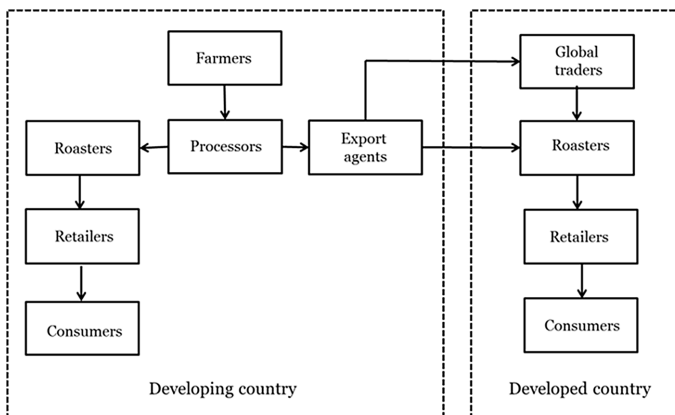 Farmers
Global
traders
Roasters
Processors
Export
agents
Roasters
Retailers
Retailers
Consumers
Consumers
Developing country
Developed country